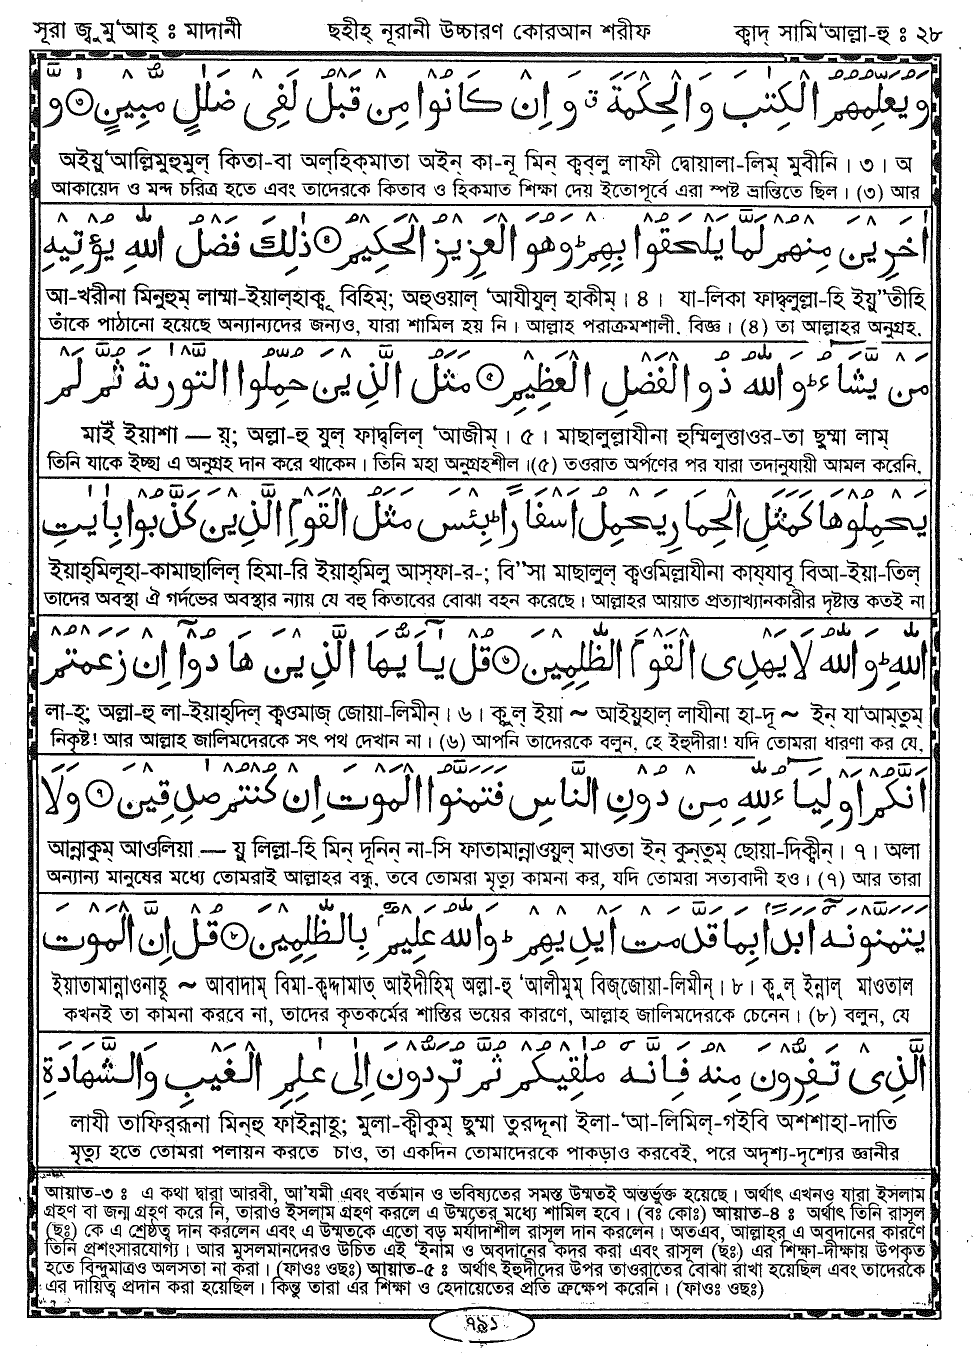 সূরা জুমু‘আহ্ ঃ মাদানী ছহীহ্ নূরানী উচ্চারণ কোরআন শরীফ ক্বাদ্ সামি‘আল্লা-হু ঃ ২৮
وَيُعَلِّمُهُمُ الْكِتٰبَ وَالْحِكْمَةَ ق وَاِنْ كَانُوْا مِنْ قَبْلُ لَفِىْ ضَلٰلٍ مُّبِيْنٍ ۝٣ وَّ
অইয়ু‘আল্লিমুহুমুল্ কিতা-বা অল্‌হিক্‌মাতা অইন্ কা-নূ মিন্ ক্বব্‌লু লাফী দ্বোয়ালা-লিম্ মুবীনি। ৩। অ
আকায়েদ ও মন্দ চরিত্র হতে এবং তাদেরকে কিতাব ও হিকমাত শিক্ষা দেয় ইতোপূর্বে এরা স্পষ্ট ভ্রান্তিতে ছিল। (৩) আর
اٰخَرِيْنَ مِنْهُمْ لَمَّا يَلْحَقُوْا بِهِمْ ط وَهُوَ الْعَزِيْزُ الْحَكِيْمُ ۝٤ ذٰلِكَ فَضْلُ اللّٰهِ يُؤْتِيْهِ
আ-খরীনা মিন্‌হুম্ লাম্মা-ইয়াল্‌হাক্বূ বিহিম্; অহুওয়াল্ ‘আযীযুল্ হাকীম্। ৪। যা-লিকা ফাদ্ব্‌লুল্লা-হি ইয়ু”তীহি
তাঁকে পাঠানো হয়েছে অন্যান্যদের জন্যও, যারা শামিল হয় নি। আল্লাহ পরাক্রমশালী, বিজ্ঞ। (৪) তা আল্লাহর অনুগ্রহ,
مَنْ يَّشَآءُ ط وَاللّٰهُ ذُو الْفَضْلِ الْعَظِيْمِ ۝٥ مَثَلُ الَّذِيْنَ حُمِّلُوا التَّوْرٰىةَ ثُمَّ لَمْ
মাইঁ ইয়াশা — য়্; অল্লা-হু যুল্ ফাদ্ব্‌লিল্ ‘আজীম্। ৫। মাছালুল্লাযীনা হুম্মিলুত্তাওর-তা ছুম্মা লাম্
তিনি যাকে ইচ্ছা এ অনুগ্রহ দান করে থাকেন। তিনি মহা অনুগ্রহশীল।(৫) তওরাত অর্পণের পর যারা তদানুযায়ী আমল করেনি,
يَحْمِلُوْهَا كَمَثَلِ الْحِمَارِ يَحْمِلُ اَسْفَارًا ط بِئْسَ مَثَلُ الْقَوْمِ الَّذِيْنَ كَذَّبُوْا بِاٰيٰتِ
ইয়াহ্‌মিলূহা-কামাছালিল্ হিমা-রি ইয়াহ্‌মিলু আস্‌ফা-র-; বি”সা মাছালুল্ ক্বওমিল্লাযীনা কায্‌যাবূ বিআ-ইয়া-তিল্
তাদের অবস্থা ঐ গর্দভের অবস্থার ন্যায় যে বহু কিতাবের বোঝা বহন করেছে। আল্লাহর আয়াত প্রত্যাখ্যানকারীর দৃষ্টান্ত কতই না
اللّٰهِ ط وَاللّٰهُ لَا يَهْدِى الْقَوْمَ الظّٰلِمِيْنَ ۝٦ قُلْ يٰٓاَيُّهَا الَّذِيْنَ هَادُوْٓا اِنْ زَعَمْتُمْ
লা-হ্; অল্লা-হু লা-ইয়াহ্‌দিল্ ক্বওমাজ্ জোয়া-লিমীন্। ৬। কুল্ ইয়া ~ আইয়ুহাল্ লাযীনা হা-দূ ~ ইন্ যা‘আম্‌তুম্
নিকৃষ্ট! আর আল্লাহ জালিমদেরকে সৎ পথ দেখান না। (৬) আপনি তাদেরকে বলুন, হে ইহুদীরা! যদি তোমরা ধারণা কর যে,
اَنَّكُمْ اَوْلِيَآءُ لِلّٰهِ مِنْ دُوْنِ النَّاسِ فَتَمَنَّوُا الْمَوْتَ اِنْ كُنْتُمْ صٰدِقِيْنَ ۝٧ وَلَا
আন্নাকুম্ আওলিয়া — য়ু লিল্লা-হি মিন্ দূনিন্ না-সি ফাতামান্নাওয়ুল্ মাওতা ইন্ কুন্‌তুম্ ছোয়া-দিক্বীন্। ৭। অলা
অন্যান্য মানুষের মধ্যে তোমরাই আল্লাহর বন্ধু, তবে তোমরা মৃত্যু কামনা কর, যদি তোমরা সত্যবাদী হও। (৭) আর তারা
يَتَمَنَّوْنَهٗٓ اَبَدًۢا بِمَا قَدَّمَتْ اَيْدِيْهِمْ ط وَاللّٰهُ عَلِيْمٌۢ بِالظّٰلِمِيْنَ ۝٨ قُلْ اِنَّ الْمَوْتَ
ইয়াতামান্নাওনাহূ ~ আবাদাম্ বিমা-ক্বদ্দামাত্ আইদীহিম্ অল্লা-হু ‘আলীমুম্ বিজ্‌জোয়া-লিমীন্। ৮। কুল্ ইন্নাল্ মাওতাল
কখনই তা কামনা করবে না, তাদের কৃতকর্মের শাস্তির ভয়ের কারণে, আল্লাহ জালিমদেরকে চেনেন। (৮) বলুন, যে
الَّذِىْ تَفِرُّوْنَ مِنْهُ فَاِنَّهٗ مُلٰقِيْكُمْ ثُمَّ تُرَدُّوْنَ اِلٰى عٰلِمِ الْغَيْبِ وَالشَّهَادَةِ
লাযী তাফির্‌রূনা মিন্‌হু ফাইন্নাহূ; মুলা-ক্বীকুম্ ছুম্মা তুরদ্দূনা ইলা-‘আ-লিমিল্-গইবি অশশাহা-দাতি
মৃত্যু হতে তোমরা পলায়ন করতে চাও, তা একদিন তোমাদেরকে পাকড়াও করবেই, পরে অদৃশ্য-দৃশ্যের জ্ঞানীর
আয়াত-৩ ঃ এ কথা দ্বারা আরবী, আ‘যমী এবং বর্তমান ও ভবিষ্যতের সমস্ত উম্মতই অন্তর্ভুক্ত হয়েছে। অর্থাৎ এখনও যারা ইসলাম
গ্রহণ বা জন্ম গ্রহণ করে নি, তারাও ইসলাম গ্রহণ করলে এ উম্মতের মধ্যে শামিল হবে। (বঃ কোঃ) আয়াত-৪ ঃ অর্থাৎ তিনি রাসূল
(ছঃ) কে এ শ্রেষ্ঠত্ব দান করলেন এবং এ উম্মতকে এতো বড় মর্যাদাশীল রাসূল দান করলেন। অতএব, আল্লাহর এ অবদানের কারণে
তিনি প্রশংসারযোগ্য। আর মুসলমানদেরও উচিত এই ‘ইনাম ও অবদানের কদর করা এবং রাসূল (ছঃ) এর শিক্ষা-দীক্ষায় উপকৃত
হতে বিন্দুমাত্রও অলসতা না করা। (ফাওঃ ওছঃ) আয়াত-৫ ঃ অর্থাৎ ইহুদীদের উপর তাওরাতের বোঝা রাখা হয়েছিল এবং তাদেরকে
এর দায়িত্ব প্রদান করা হয়েছিল। কিন্তু তারা এর শিক্ষা ও হেদায়েতের প্রতি ভ্রুক্ষেপ করেনি। (ফাওঃ ওছঃ)
৭৯১